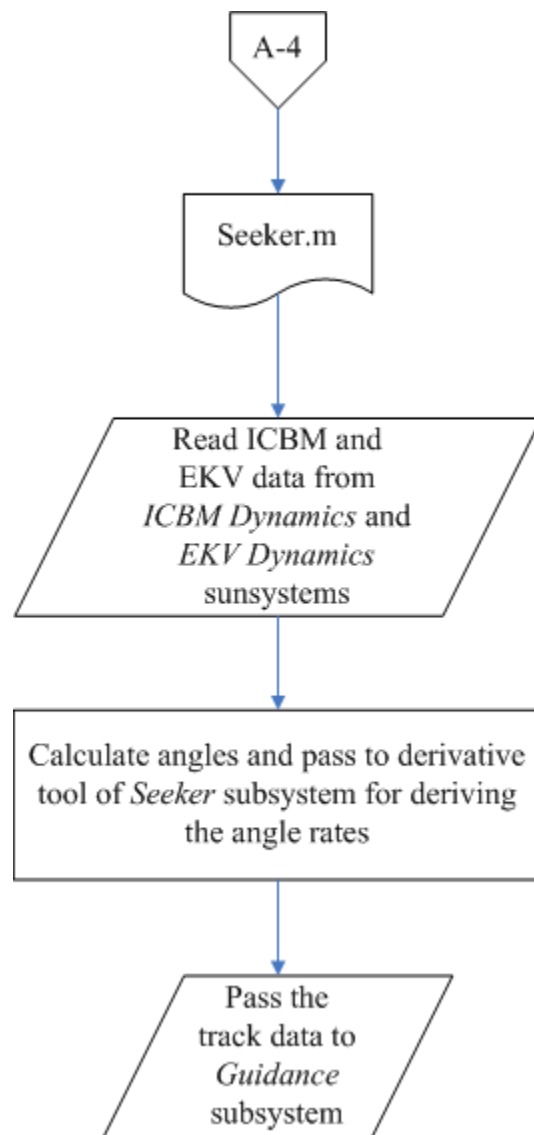 A-4
Seeker.m
Read ICBM and
EKV data from
ICBM Dynamics and
EKV Dynamics
sunsystems
Calculate angles and pass to derivative
tool of Seeker subsystem for deriving
the angle rates
Pass the
track data to
Guidance
subsystem